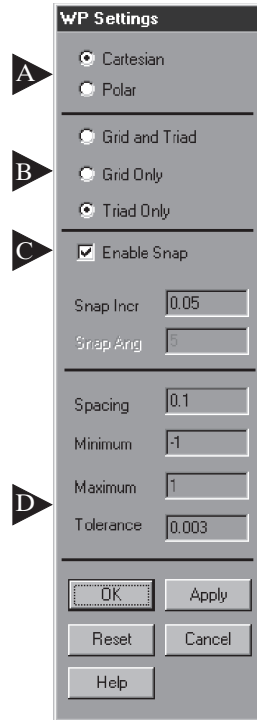 WP Settings
A
Cartesian
Polar
Grid and Triad
B
Grid Only
Triad Only
C
Enable Snap
Snap Incr 0.05
Snap Ang 5
Spacing 0.1
Minimum -1
Maximum 1
D
Tolerance 0.003
OK Apply
Reset Cancel
Help